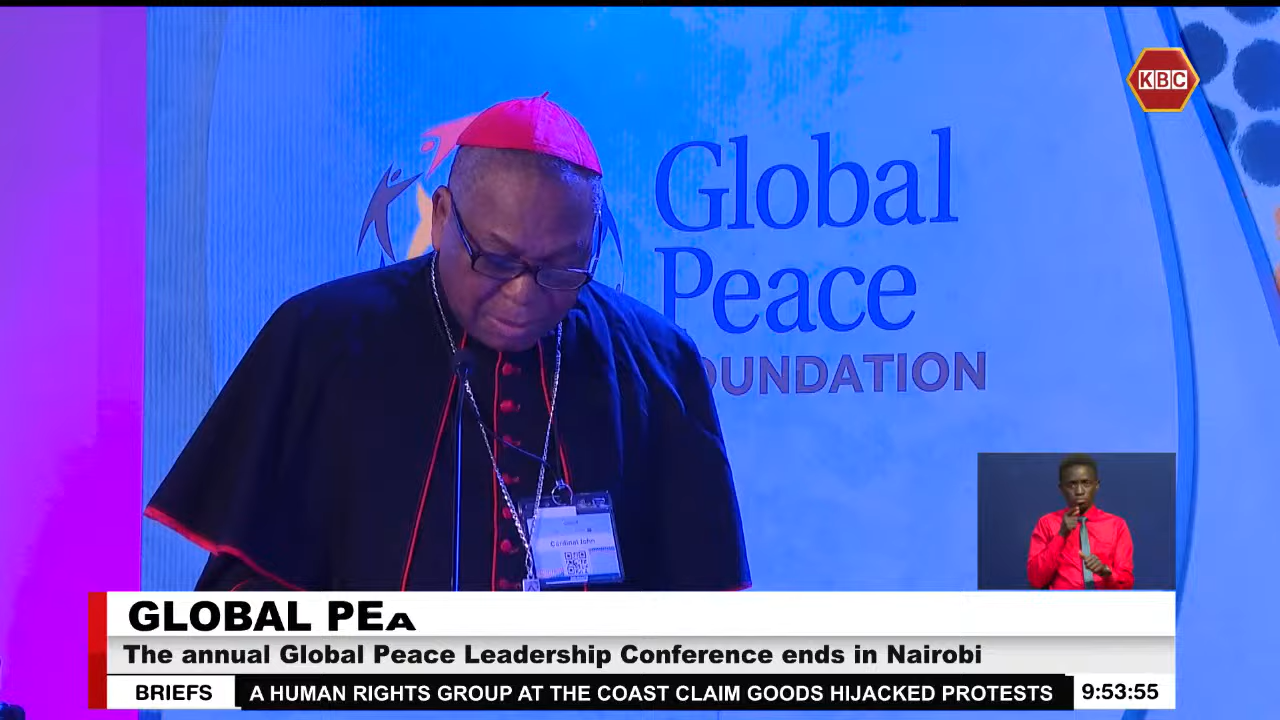 KBC
Global
Peace
OUNDATION
Cardinal John
GLOBAL PEA
The annual Global Peace Leadership Conference ends in Nairobi
BRIEFS A HUMAN RIGHTS GROUP AT THE COAST CLAIM GOODS HIJACKED PROTESTS 9:53:55